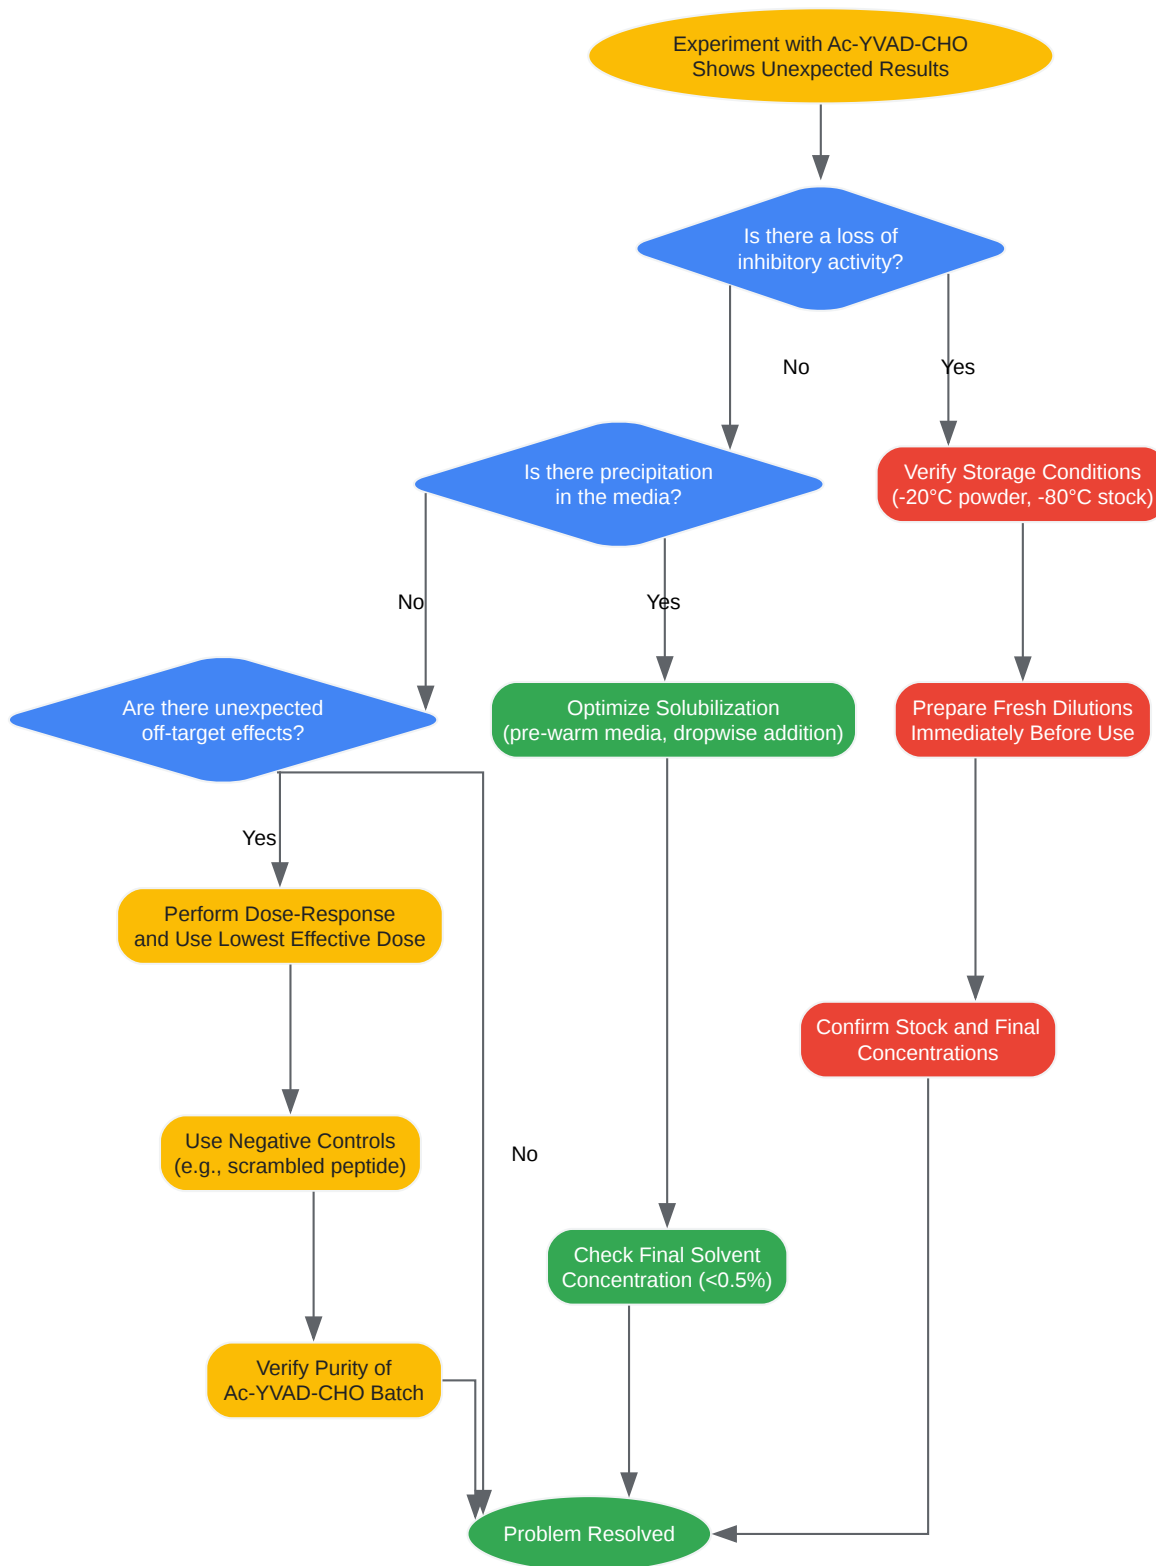 Experiment with Ac-YVAD-CHO
Shows Unexpected Results
Is there a loss of
inhibitory activity?
No
Yes
Is there precipitation
in the media?
Verify Storage Conditions
(-20°C powder, -80°C stock)
No
Yes
Are there unexpected
off-target effects?
Optimize Solubilization
(pre-warm media, dropwise addition)
Prepare Fresh Dilutions
Immediately Before Use
Yes
Perform Dose-Response
and Use Lowest Effective Dose
Confirm Stock and Final
Concentrations
Use Negative Controls
(e.g., scrambled peptide)
No
Check Final Solvent
Concentration (<0.5%)
Verify Purity of
Ac-YVAD-CHO Batch
Problem Resolved